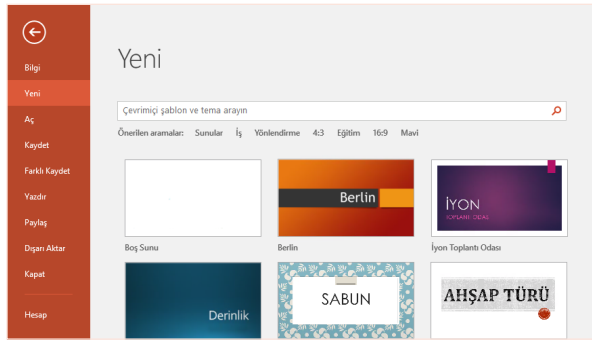 Yeni
Bilgi
Yeni
Aç
Kaydet
Farklı Kaydet
Yazdır
Paylaş
Dışarı Aktar
Kapat
Hesap
Çevrimiçi şablon ve tema arayın
Önerilen aramalar: Sunular İş Yönlendirme 4:3 Eğitim 16:9 Mavi
Berlin
İYON
TOPLANTI ODASI
Boş Sunu Berlin İyon Toplantı Odası
Derinlik
SABUN
AHŞAP TÜRÜ